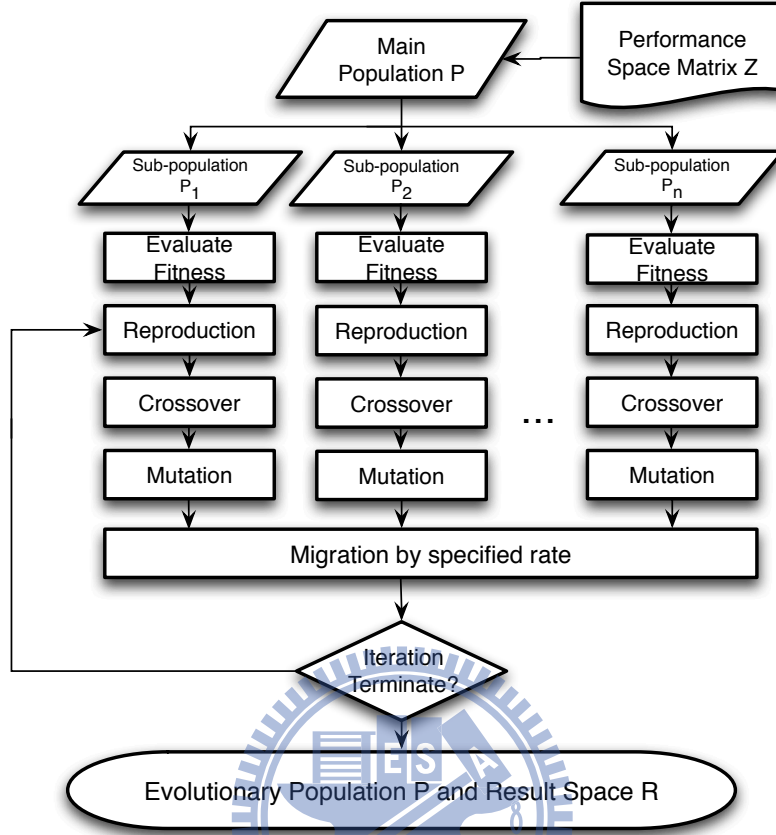 Main
Population P
Performance
Space Matrix Z
Sub-population
P1
Sub-population
P2
Sub-population
Pn
Evaluate
Fitness
Evaluate
Fitness
Evaluate
Fitness
Reproduction
Reproduction
Reproduction
Crossover
Crossover
...
Crossover
Mutation
Mutation
Mutation
Migration by specified rate
Iteration
Terminate?
E S A
Evolutionary Population P and Result Space R